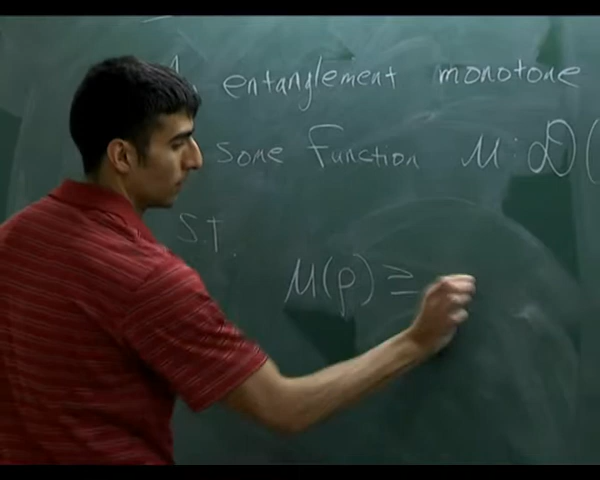 entanglement monotone
some function M: D(
S.T.
M(ρ) ≥